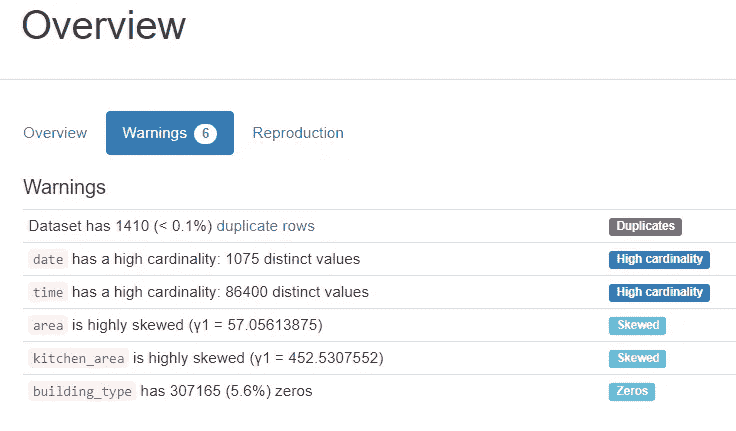 Overview
Overview Warnings 6 Reproduction
Warnings
Dataset has 1410 (< 0.1%) duplicate rows Duplicates
date has a high cardinality: 1075 distinct values High cardinality
time has a high cardinality: 86400 distinct values High cardinality
area is highly skewed (γ1 = 57.05613875) Skewed
kitchen_area is highly skewed (γ1 = 452.5307552) Skewed
building_type has 307165 (5.6%) zeros Zeros